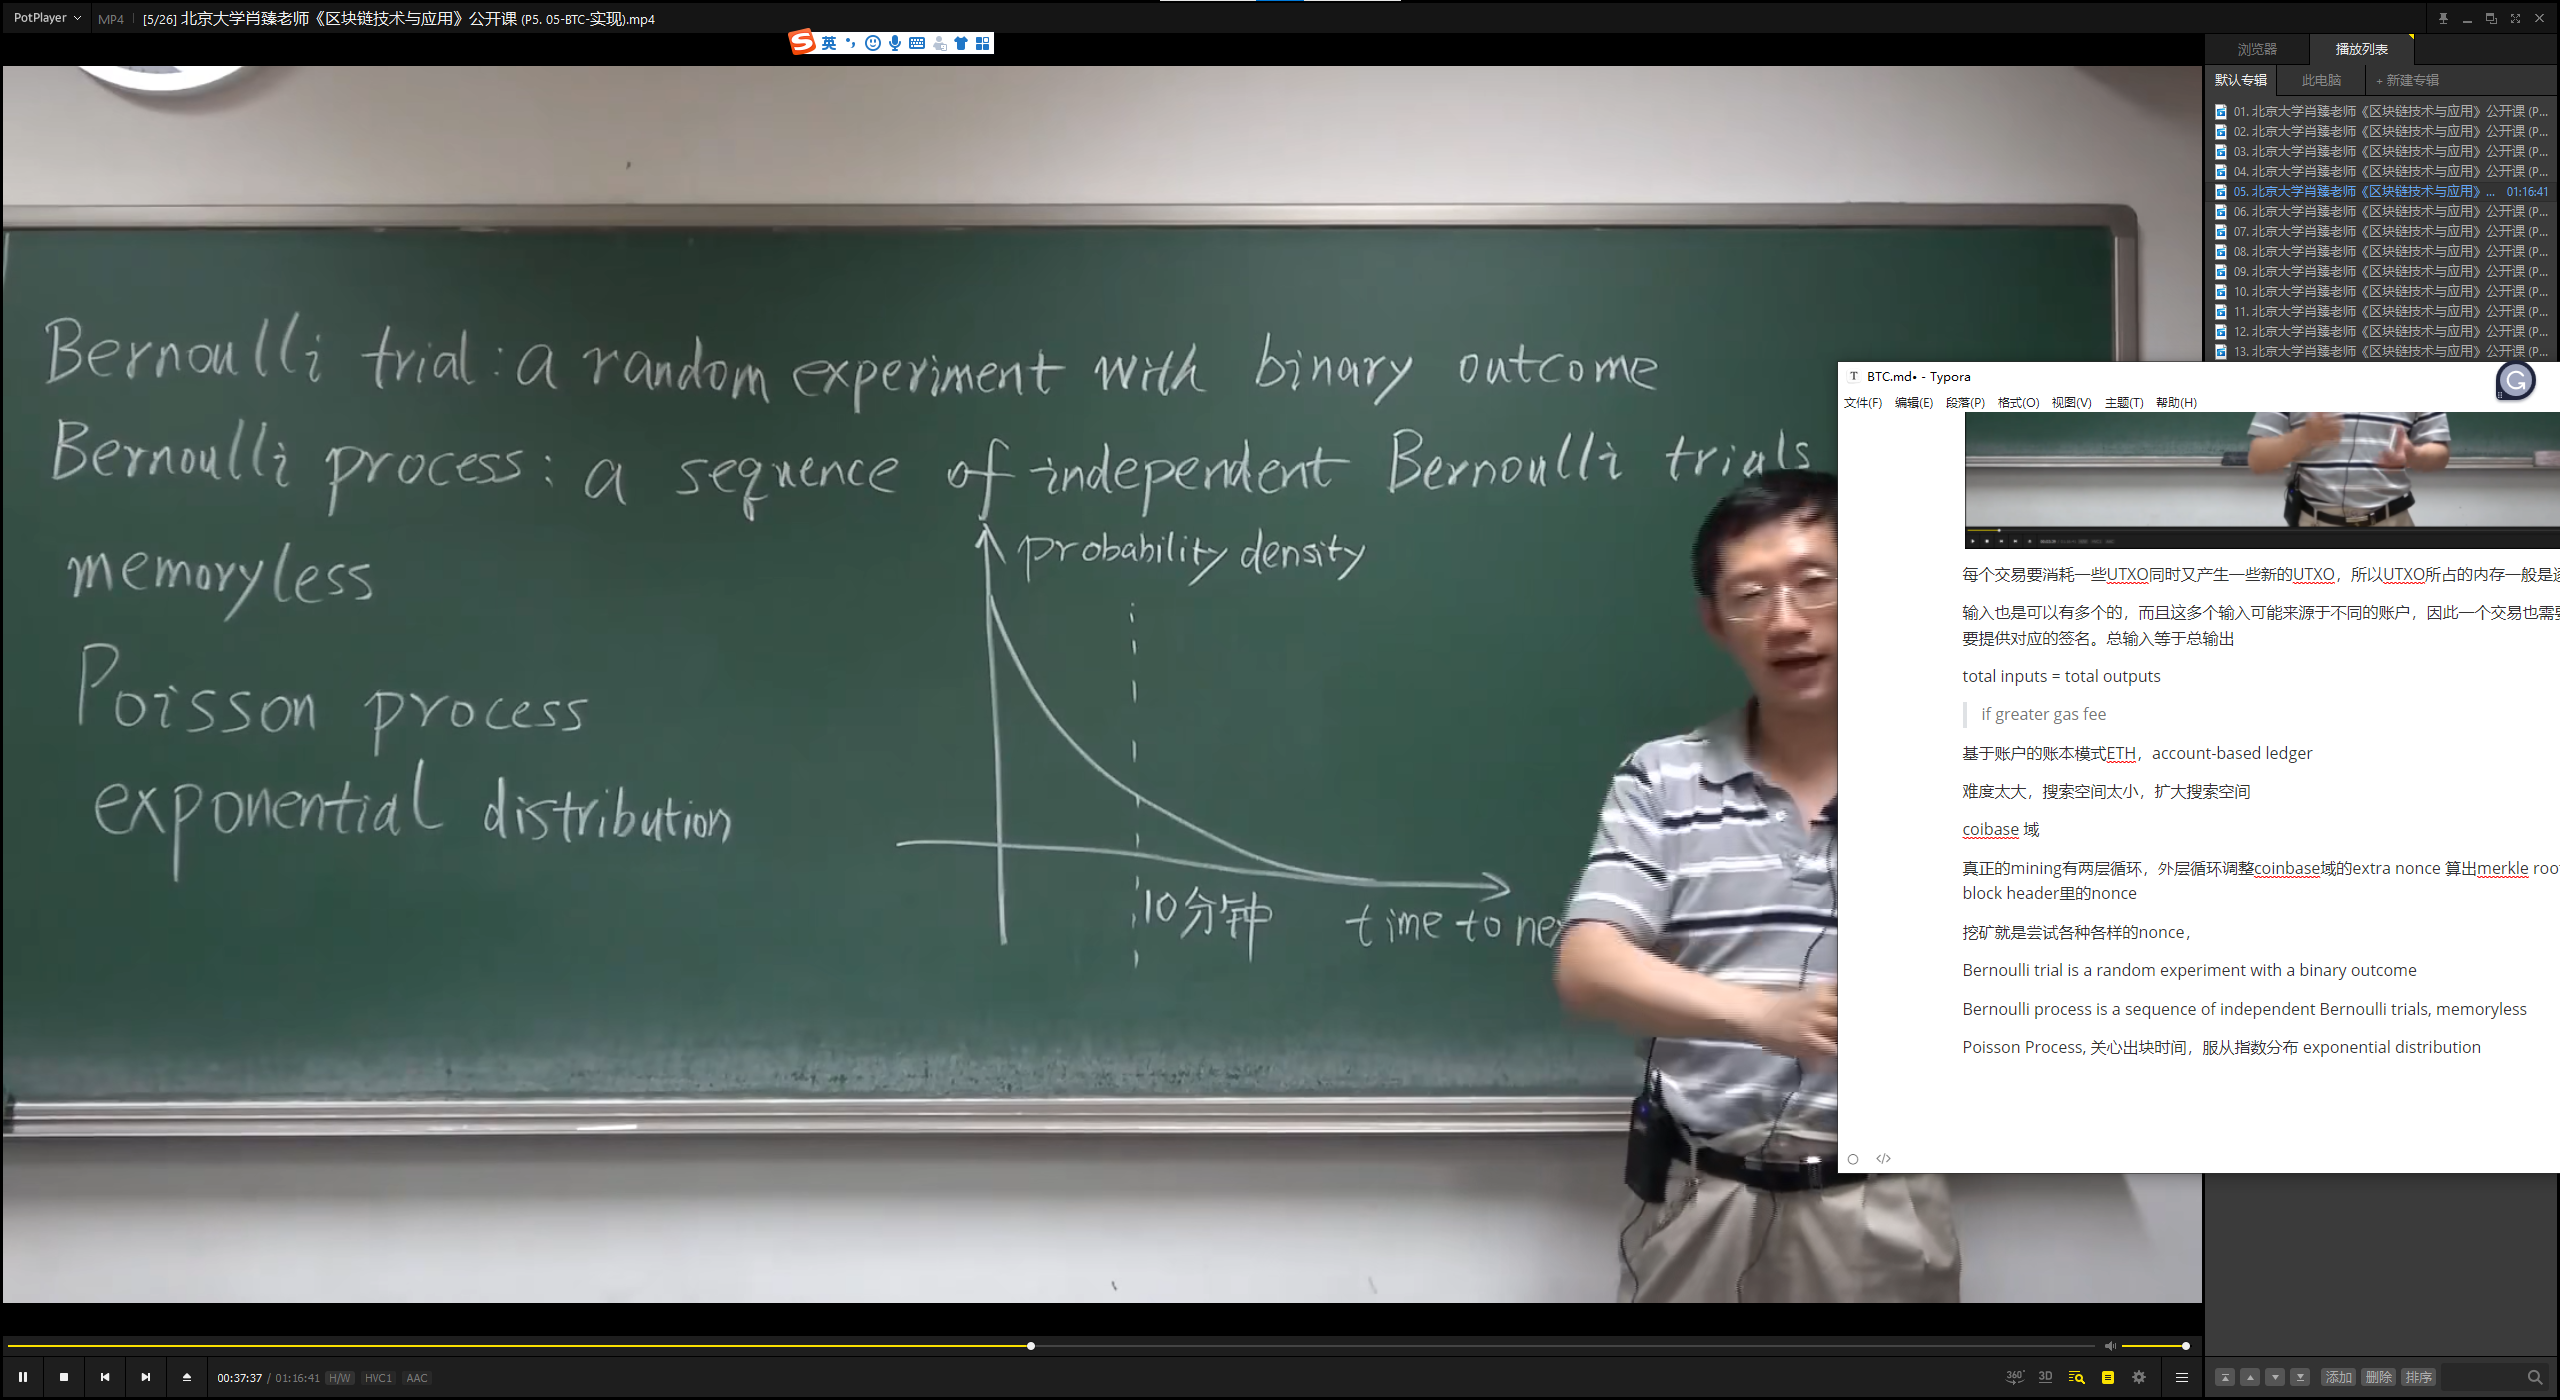 PotPlayer
MP4
[5/26] 北京大学肖臻老师《区块链技术与应用》公开课 (P5. 05-BTC-实现).mp4
英
浏览器
播放列表
默认专辑
此电脑
+ 新建专辑
01. 北京大学肖臻老师《区块链技术与应用》公开课 (P...
02. 北京大学肖臻老师《区块链技术与应用》公开课 (P...
03. 北京大学肖臻老师《区块链技术与应用》公开课 (P...
04. 北京大学肖臻老师《区块链技术与应用》公开课 (P...
05. 北京大学肖臻老师《区块链技术与应用》... 01:16:41
06. 北京大学肖臻老师《区块链技术与应用》公开课 (P...
07. 北京大学肖臻老师《区块链技术与应用》公开课 (P...
08. 北京大学肖臻老师《区块链技术与应用》公开课 (P...
09. 北京大学肖臻老师《区块链技术与应用》公开课 (P...
10. 北京大学肖臻老师《区块链技术与应用》公开课 (P...
11. 北京大学肖臻老师《区块链技术与应用》公开课 (P...
12. 北京大学肖臻老师《区块链技术与应用》公开课 (P...
13. 北京大学肖臻老师《区块链技术与应用》公开课 (P...
Bernoulli trial: a random experiment with binary outcome
Bernoulli process: a sequence of independent Bernoulli trials
memoryless
Poisson process
exponential distribution
probability density
10分钟
time to ne
BTC.md• - Typora
文件(F) 编辑(E) 段落(P) 格式(O) 视图(V) 主题(T) 帮助(H)
每个交易要消耗一些UTXO同时又产生一些新的UTXO，所以UTXO所占的内存一般是
输入也是可以有多个的，而且这多个输入可能来源于不同的账户，因此一个交易也需
要提供对应的签名。总输入等于总输出
total inputs = total outputs
if greater gas fee
基于账户的账本模式ETH，account-based ledger
难度太大，搜索空间太小，扩大搜索空间
coibase 域
真正的mining有两层循环，外层循环调整coinbase域的extra nonce 算出merkle roo
block header里的nonce
挖矿就是尝试各种各样的nonce，
Bernoulli trial is a random experiment with a binary outcome
Bernoulli process is a sequence of independent Bernoulli trials, memoryless
Poisson Process, 关心出块时间，服从指数分布 exponential distribution
00:37:37 / 01:16:41 H/W HVC1 AAC
360° 3D
添加 删除 排序